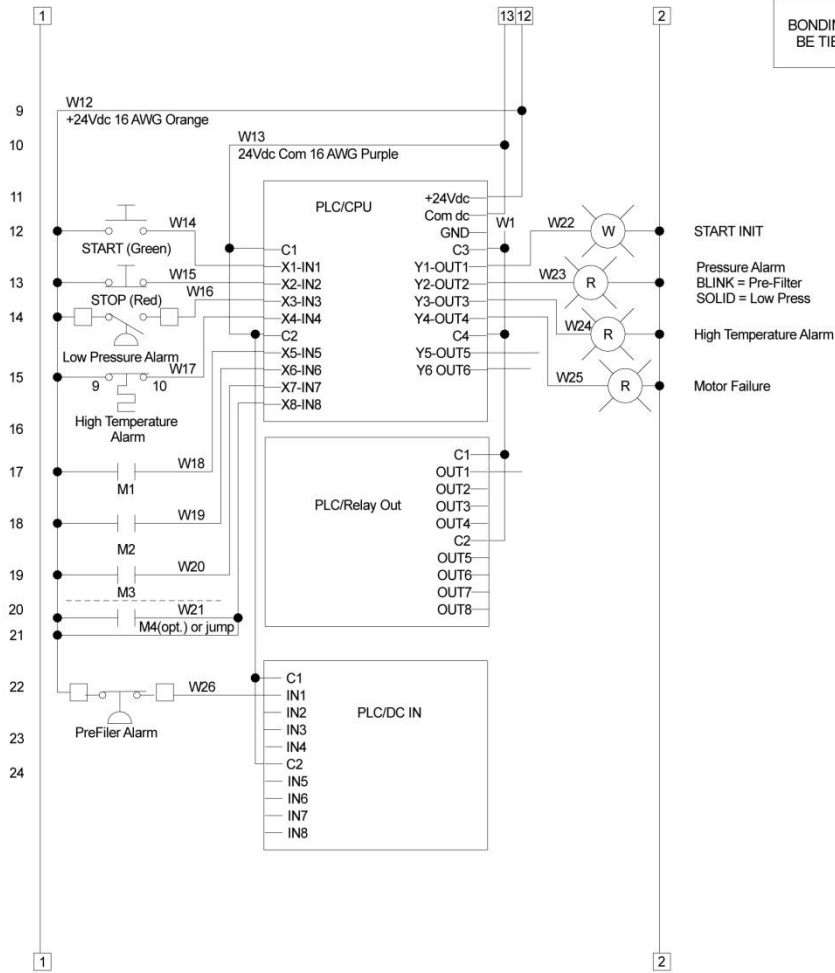 1
13 12
2
BONDIN
BE TIE
9
W12
+24Vdc 16 AWG Orange
10
W13
24Vdc Com 16 AWG Purple
11
PLC/CPU
+24Vdc
Com dc
GND
W1
C3
Y1-OUT1
Y2-OUT2
Y3-OUT3
Y4-OUT4
C4
Y5-OUT5
Y6 OUT6
12
W14
START (Green)
C1
X1-IN1
X2-IN2
X3-IN3
X4-IN4
C2
X5-IN5
X6-IN6
X7-IN7
X8-IN8
W22
W
START INIT
13
W15
STOP (Red)
W23
R
Pressure Alarm
BLINK = Pre-Filter
SOLID = Low Press
14
W16
Low Pressure Alarm
W24
R
High Temperature Alarm
15
W17
9
10
High Temperature
Alarm
W25
R
Motor Failure
16
17
W18
M1
18
W19
M2
19
W20
M3
20
W21
M4(opt.) or jump
21
PLC/Relay Out
C1
OUT1
OUT2
OUT3
OUT4
C2
OUT5
OUT6
OUT7
OUT8
22
W26
PreFiler Alarm
23
24
PLC/DC IN
C1
IN1
IN2
IN3
IN4
C2
IN5
IN6
IN7
IN8
1
2